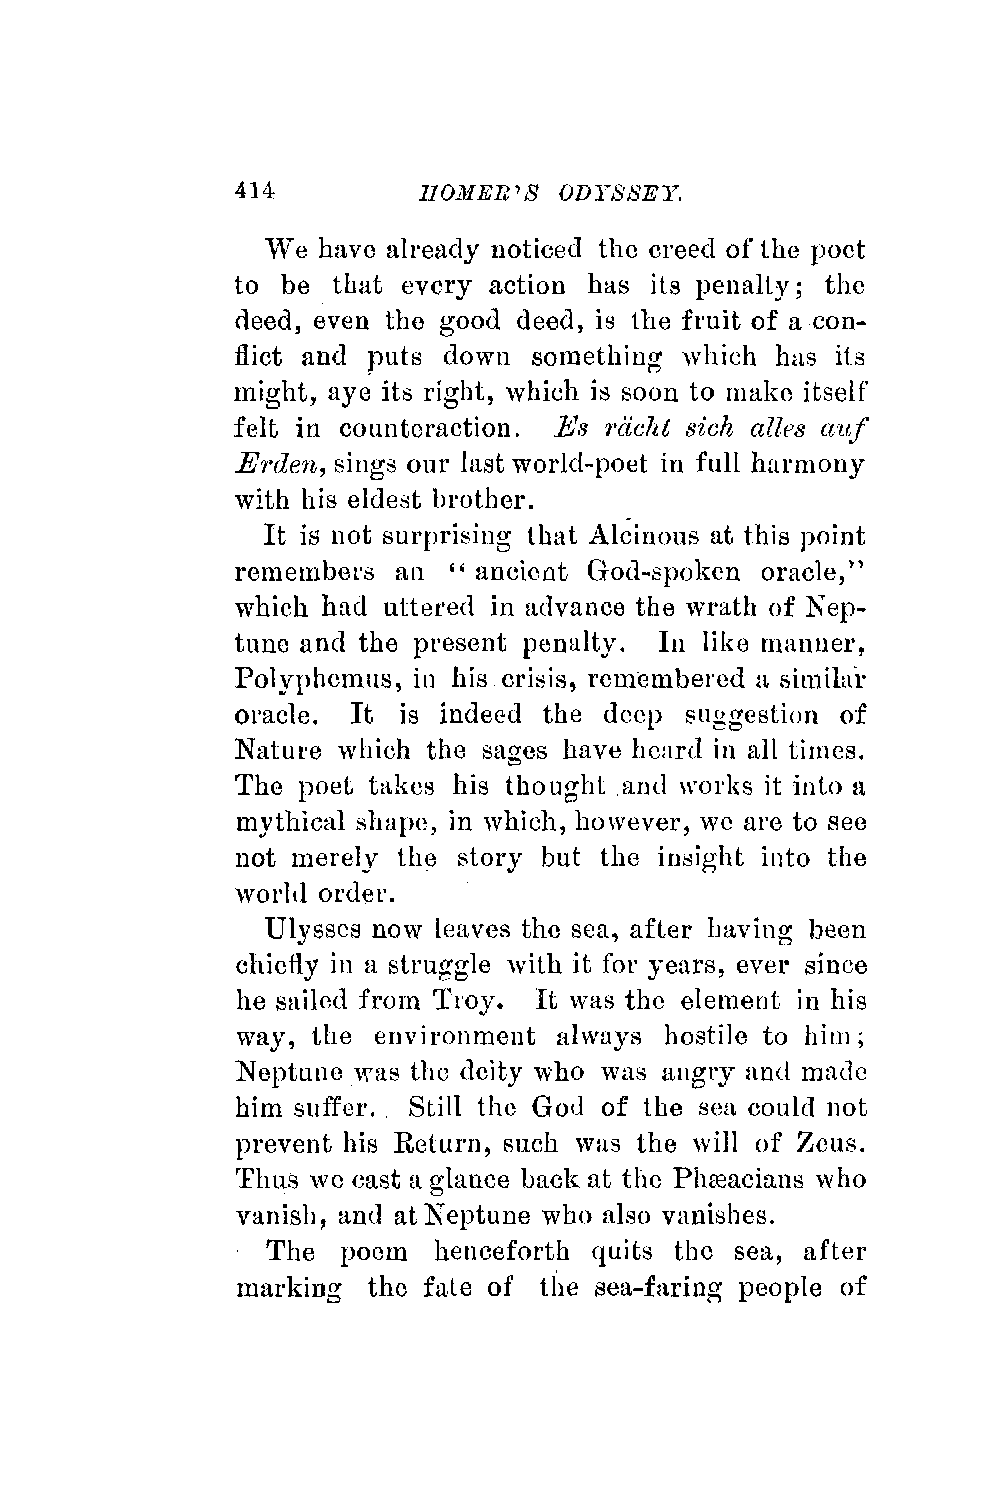 414 HOMER'S ODYSSEY.
We have already noticed the creed of the poet
to be that every action has its penalty; the
deed, even the good deed, is the fruit of a con-
flict and puts down something which has its
might, aye its right, which is soon to make itself
felt in counteraction. Es rächt sich alles auf
Erden, sings our last world-poet in full harmony
with his eldest brother.
It is not surprising that Alcinous at this point
remembers an "ancient God-spoken oracle,"
which had uttered in advance the wrath of Nep-
tune and the present penalty. In like manner,
Polyphemus, in his crisis, remembered a similar
oracle. It is indeed the deep suggestion of
Nature which the sages have heard in all times.
The poet takes his thought and works it into a
mythical shape, in which, however, we are to see
not merely the story but the insight into the
world order.
Ulysses now leaves the sea, after having been
chiefly in a struggle with it for years, ever since
he sailed from Troy. It was the element in his
way, the environment always hostile to him;
Neptune was the deity who was angry and made
him suffer. Still the God of the sea could not
prevent his Return, such was the will of Zeus.
Thus we cast a glance back at the Phæacians who
vanish, and at Neptune who also vanishes.
The poem henceforth quits the sea, after
marking the fate of the sea-faring people of